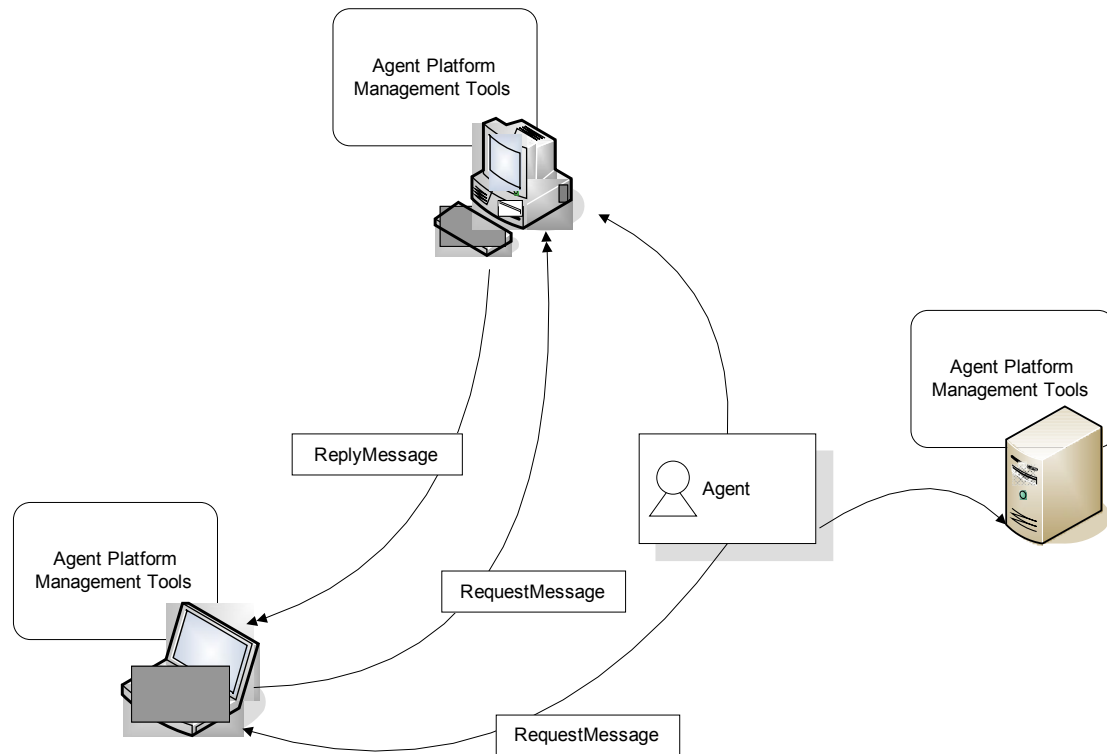 Agent Platform
Management Tools
Agent Platform
Management Tools
ReplyMessage
Agent
Agent Platform
Management Tools
RequestMessage
RequestMessage